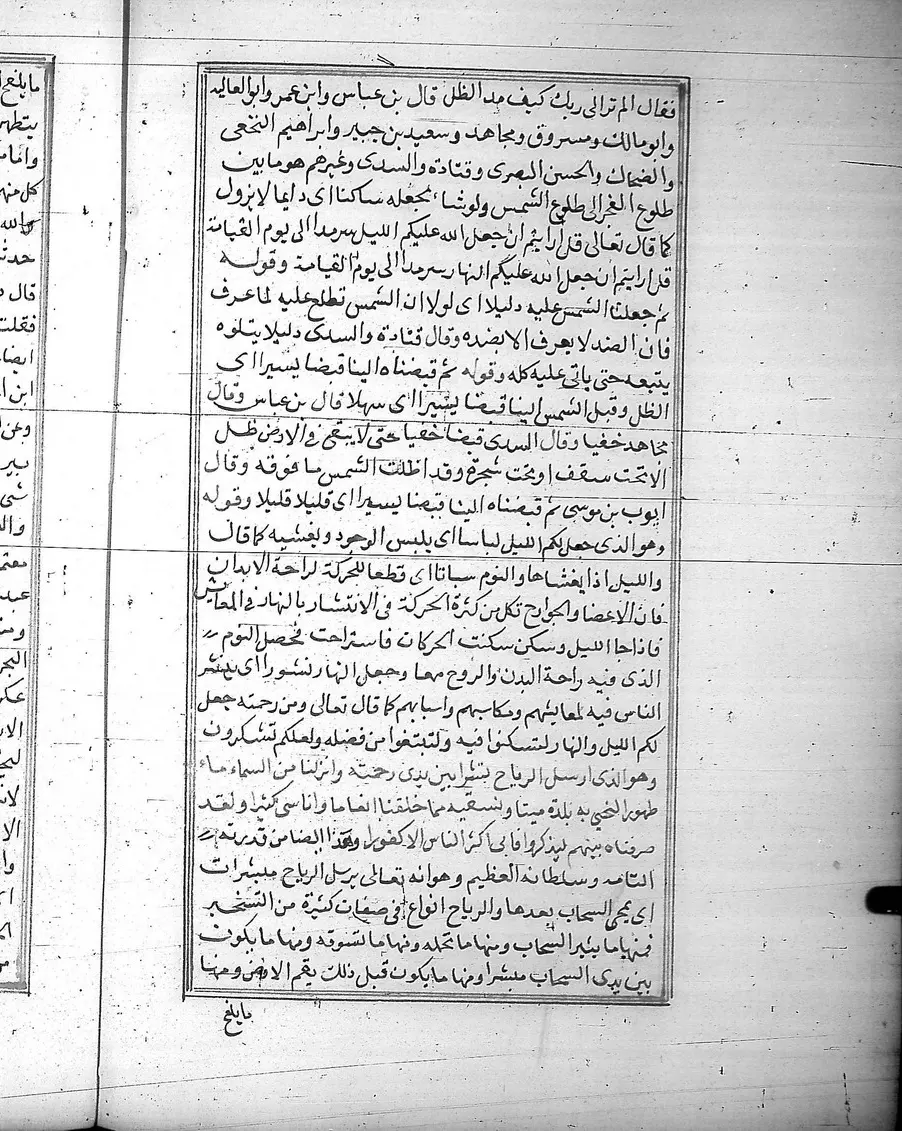 فقال الم تر الى ربك كيف مد الظل قال بن عباس وابن عمر وابو العاليه
وابو مالك ومسروق ومجاهد وسعيد بن جبير وابراهيم النخعى
والضحاك والحسن البصرى وقتادة والسدى وغيرهم هو ما بين
طلوع الفجر الى طلوع الشمس ولو شاء لجعله ساكنا اى دايما لا يزول
كما قال تعالى قل ارايتم ان جعل الله عليكم الليل سرمدا الى يوم القيامة
قل ارايتم ان جعل الله عليكم النهار سرمدا الى يوم القيامة وقوله
ثم جعلنا الشمس عليه دليلا اى لولا ان الشمس تطلع عليه لما عرف
فان الضد لا يعرف الا بضده وقال قتادة والسدى دليلا يتلوه
يتبعه حتى ياتى عليه كله وقوله ثم قبضناه الينا قبضا يسيرا اى
الظل وقيل الشمس الينا قبضا يسيرا اى سهلا قال بن عباس وقال
مجاهد خفيا وقال السدى قبضا خفيا حتى لا يبقى فى الارض ظل
الا تحت سقف او تحت شجرة وقد اظلت الشمس ما فوقه وقال
ايوب بن موسى ثم قبضناه الينا قبضا يسيرا اى قليلا قليلا وقوله
وهو الذى جعل لكم الليل لباسا اى يلبس الوجود ويغشيه كما قال
والليل اذا يغشاها والنوم سباتا اى قطعا للحركة لراحة الابدان
فان الاعضا والجوارح تكل من كثرة الحركة فى الانتشار بالنهار فى المعايش
فاذا جا الليل وسكن سكنت الحركات فاستراحت فحصل النوم
الذى فيه راحة البدن والروح معا وجعل النهار نشورا اى ينتشر
الناس فيه لمعايشهم ومكاسبهم واسبابهم كما قال تعالى ومن رحمته جعل
لكم الليل والنهار لتسكنوا فيه ولتبتغوا من فضله ولعلكم تشكرون
وهو الذى ارسل الرياح بشرا بين يدى رحمته وانزلنا من السماء ماء
طهورا لنحيى به بلدة ميتا ونسقيه مما خلقنا انعاما واناسى كثيرا ولقد
صرفناه بينهم ليذكروا فابى اكثر الناس الا كفورا وهذا ايضا من قدرته
التامه وسلطانه العظيم وهو انه تعالى يرسل الرياح مبشرات
اى بمجى السحاب بعدها والرياح انواع فى صفات كثيرة من التسخير
فمنها ما يثير السحاب ومنها ما تحمله ومنها ما تسوقه ومنها ما يكون
بين يدى السحاب مبشرا ومنها ما يكون قبل ذلك يقم الارض ومنها
ما يلقح